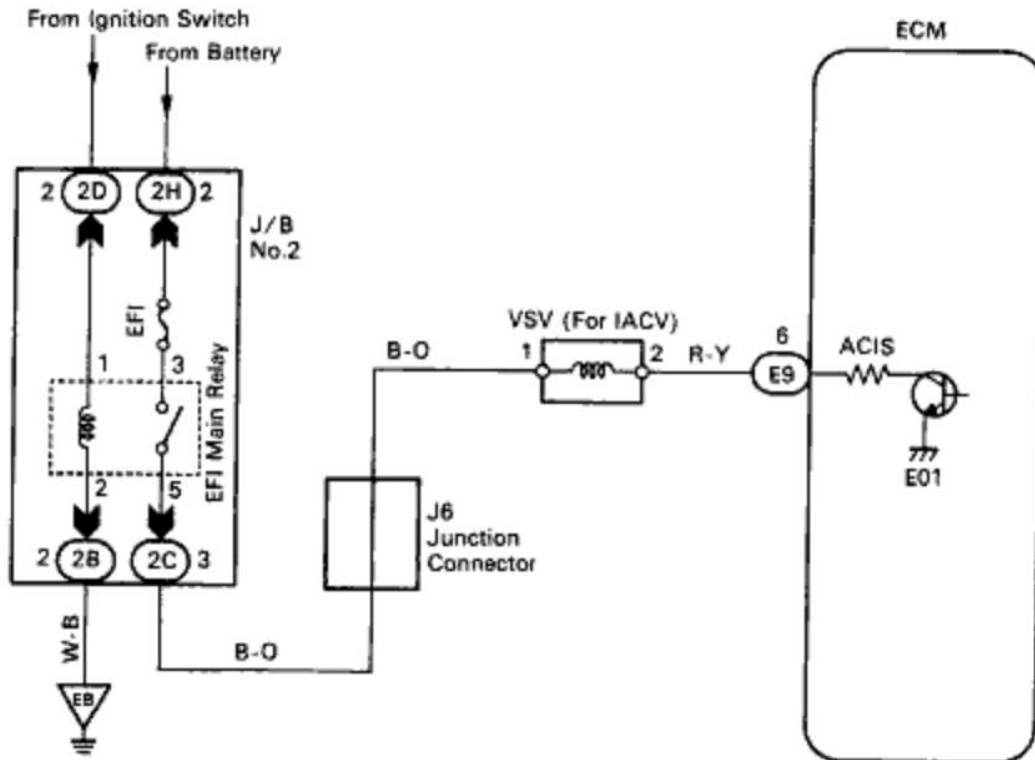 From Ignition Switch
From Battery
ECM
2 2D 2H 2
J/B
No.2
EFI
1 3
EFI Main Relay
2 5
2 2B 2C 3
W-B
EB
B-O
J6
Junction
Connector
B-O
VSV (For IACV)
1 2
R-Y
6
E9
ACIS
E01